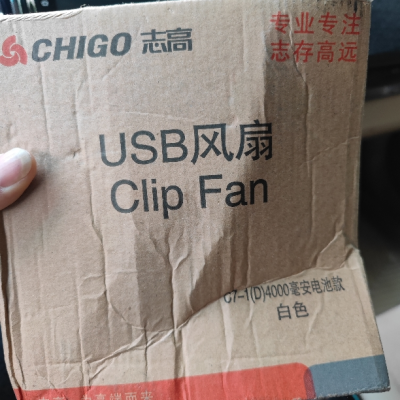 CHIGO 志高
专业专注
志存高远
USB风扇
Clip Fan
C7-1(D)4000毫安电池款
白色